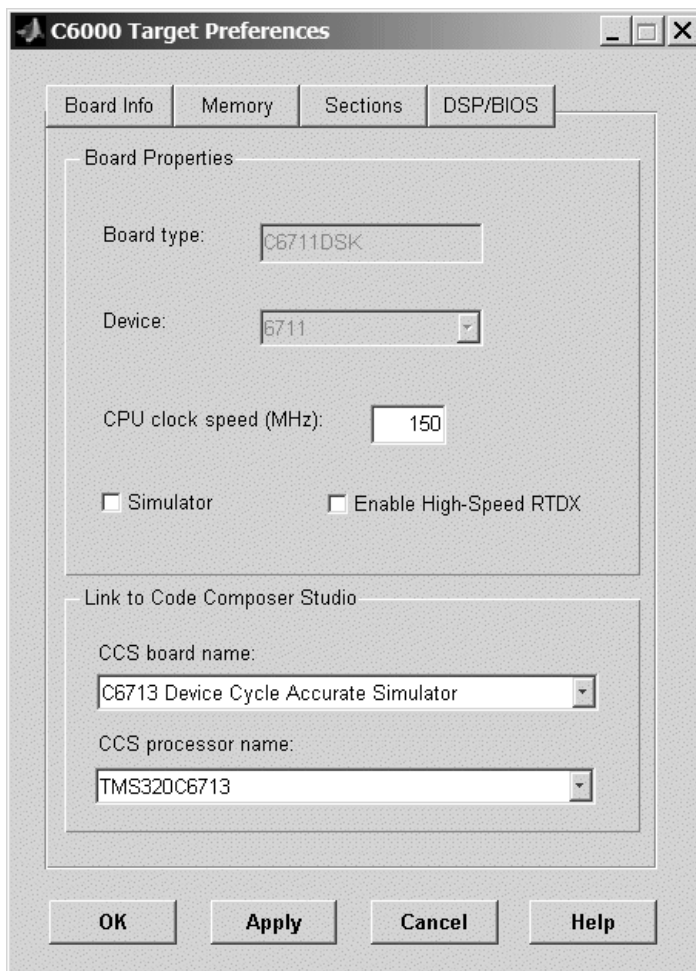 C6000 Target Preferences
Board Info Memory Sections DSP/BIOS
Board Properties
Board type: C6711DSK
Device: 6711
CPU clock speed (MHz): 150
Simulator Enable High-Speed RTDX
Link to Code Composer Studio
CCS board name:
C6713 Device Cycle Accurate Simulator
CCS processor name:
TMS320C6713
OK Apply Cancel Help